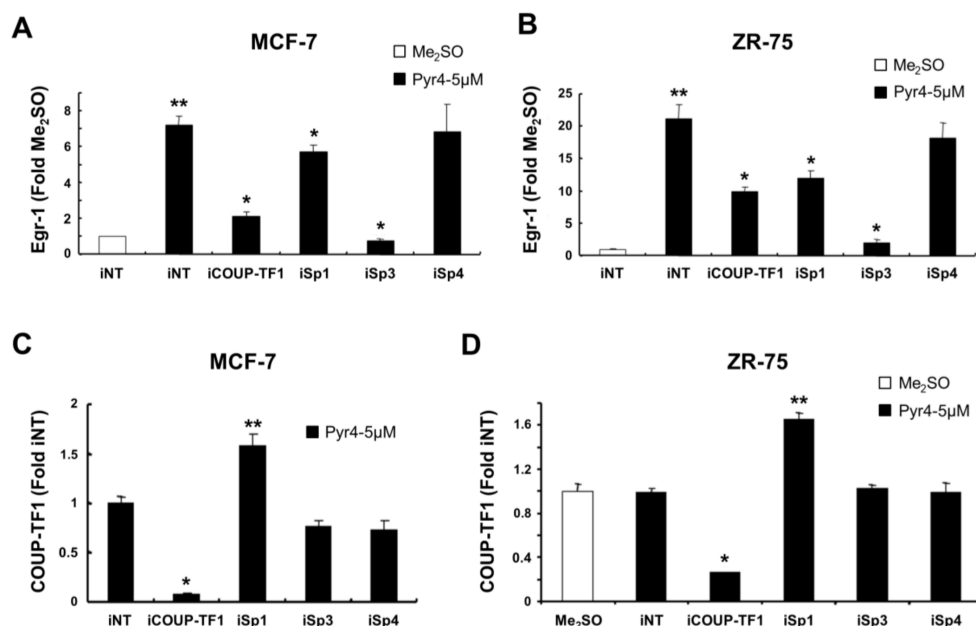 A
MCF-7
Me₂SO
Pyr4-5µM
Egr-1 (Fold Me₂SO)
8
6
4
2
0
**
*
*
*
iNT
iNT
iCOUP-TF1
iSp1
iSp3
iSp4
B
ZR-75
Me₂SO
Pyr4-5µM
Egr-1 (Fold Me₂SO)
25
20
15
10
5
0
**
*
*
*
iNT
iNT
iCOUP-TF1
iSp1
iSp3
iSp4
C
MCF-7
Pyr4-5µM
COUP-TF1 (Fold iNT)
2
1.5
1
0.5
0
*
**
iNT
iCOUP-TF1
iSp1
iSp3
iSp4
D
ZR-75
Me₂SO
Pyr4-5µM
COUP-TF1 (Fold iNT)
1.6
1.2
0.8
0.4
0
*
**
Me₂SO
iNT
iCOUP-TF1
iSp1
iSp3
iSp4